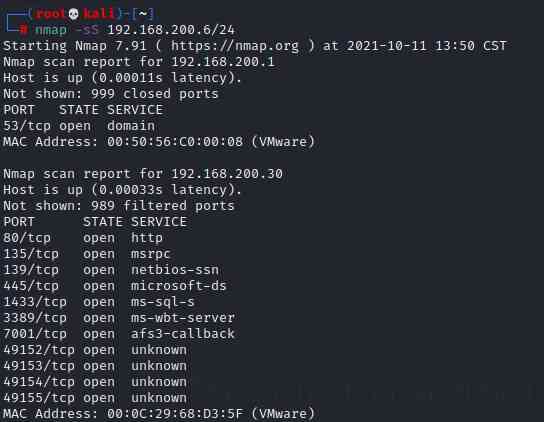 (root💀kali)-[~]
# nmap -sS 192.168.200.6/24
Starting Nmap 7.91 ( https://nmap.org ) at 2021-10-11 13:50 CST
Nmap scan report for 192.168.200.1
Host is up (0.00011s latency).
Not shown: 999 closed ports
PORT   STATE SERVICE
53/tcp open  domain
MAC Address: 00:50:56:C0:00:08 (VMware)

Nmap scan report for 192.168.200.30
Host is up (0.00033s latency).
Not shown: 989 filtered ports
PORT      STATE SERVICE
80/tcp    open  http
135/tcp   open  msrpc
139/tcp   open  netbios-ssn
445/tcp   open  microsoft-ds
1433/tcp  open  ms-sql-s
3389/tcp  open  ms-wbt-server
7001/tcp  open  afs3-callback
49152/tcp open  unknown
49153/tcp open  unknown
49154/tcp open  unknown
49155/tcp open  unknown
MAC Address: 00:0C:29:68:D3:5F (VMware)